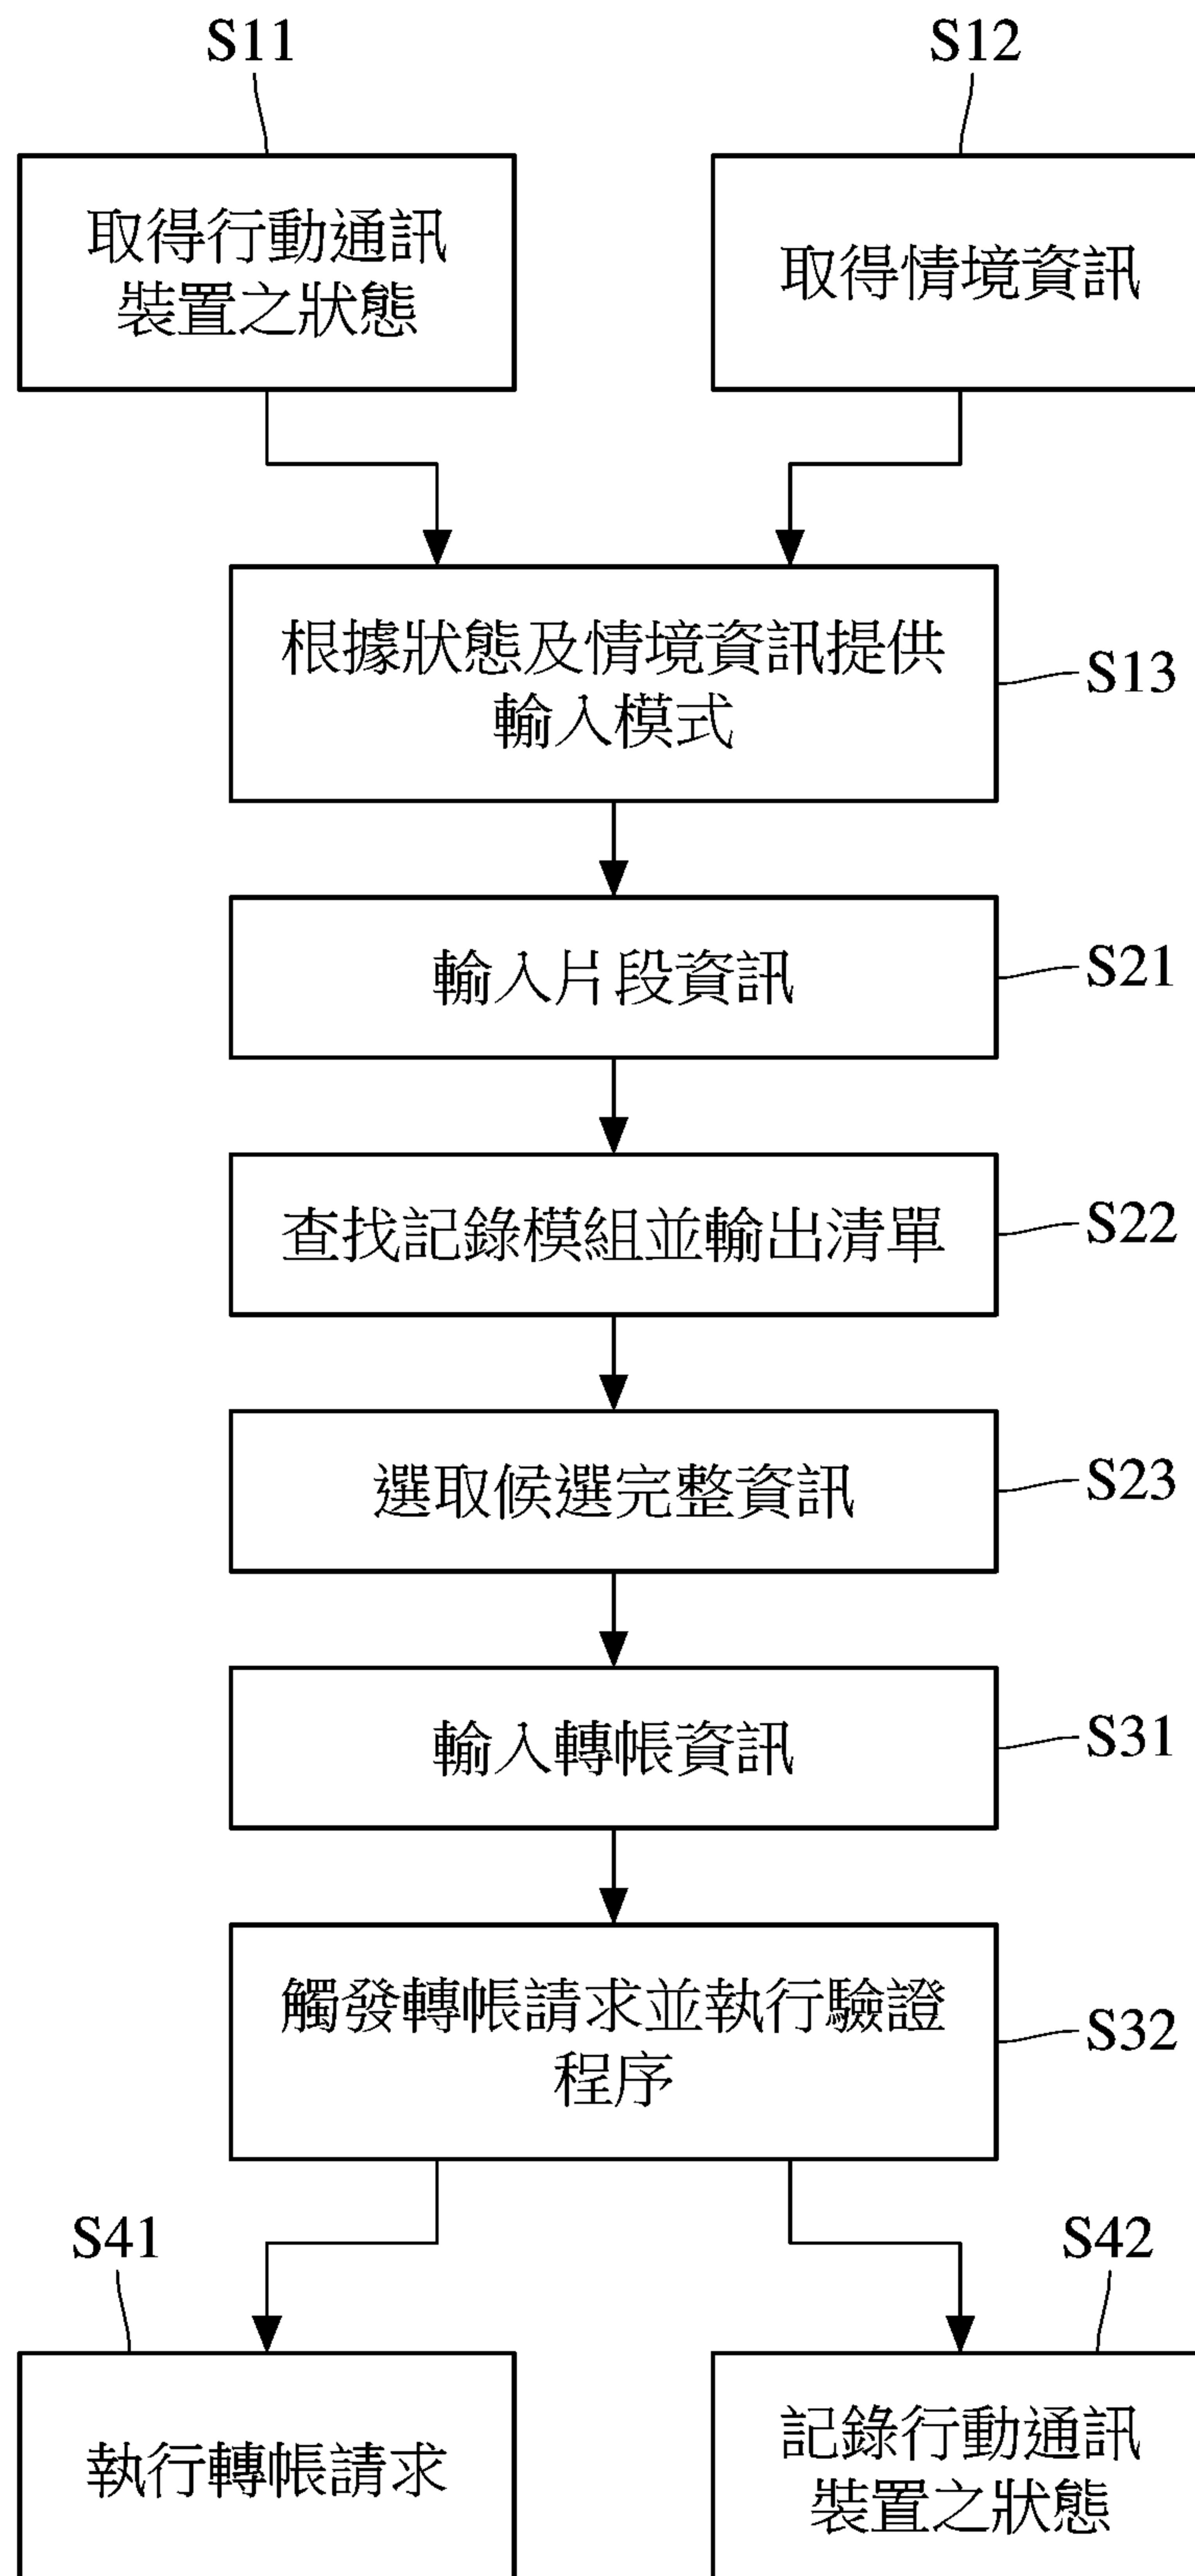 S11
S12
取得行動通訊
裝置之狀態
取得情境資訊
根據狀態及情境資訊提供
輸入模式
S13
輸入片段資訊
S21
查找記錄模組並輸出清單
S22
選取候選完整資訊
S23
輸入轉帳資訊
S31
觸發轉帳請求並執行驗證
程序
S32
S41
S42
執行轉帳請求
記錄行動通訊
裝置之狀態